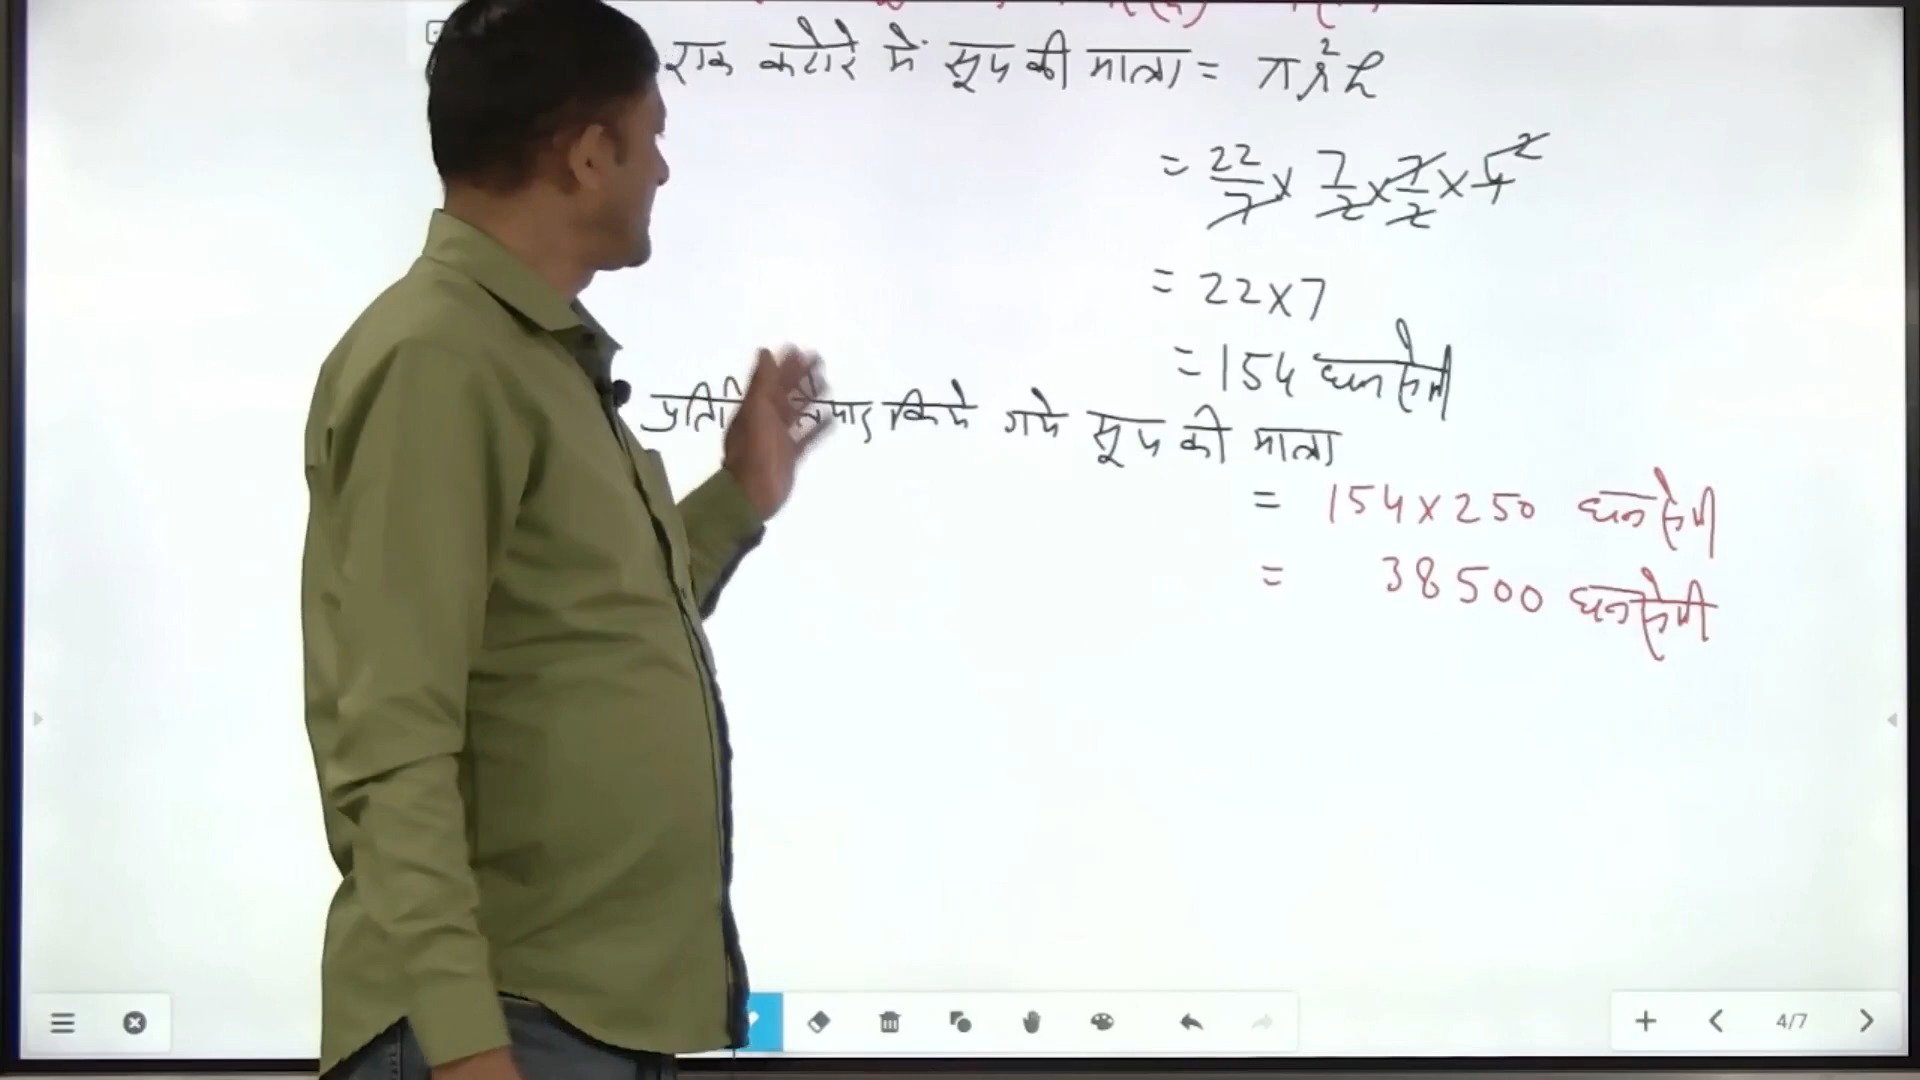 एक कटोरे में सूप की मात्रा = πr²h
= 22/7 × 7/2 × 7/2 × 4 2
= 22×7
= 154 घन सेमी
किये गये सूप की मात्रा
= 154×250 घन सेमी
= 38500 घन सेमी
4/7